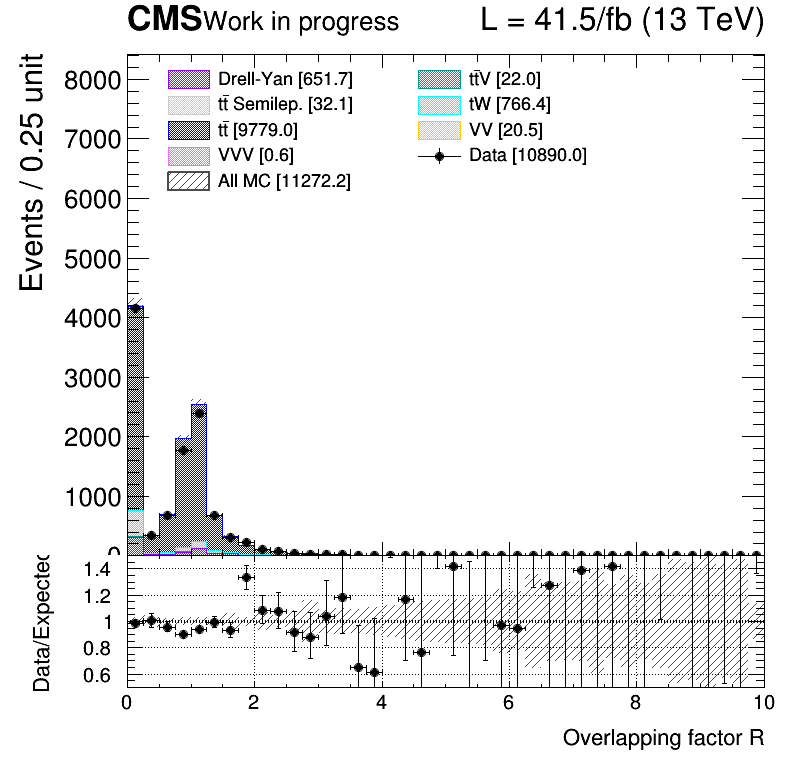 CMS Work in progress L = 41.5/fb (13 TeV)
Events / 0.25 unit
8000
7000
6000
5000
4000
3000
2000
1000
0
Drell-Yan [651.7]
tt̄ Semilep. [32.1]
tt̄ [9779.0]
VVV [0.6]
All MC [11272.2]
tt̄V [22.0]
tW [766.4]
VV [20.5]
Data [10890.0]
Data/Expected
1.4
1.2
1
0.8
0.6
0 2 4 6 8 10
Overlapping factor R